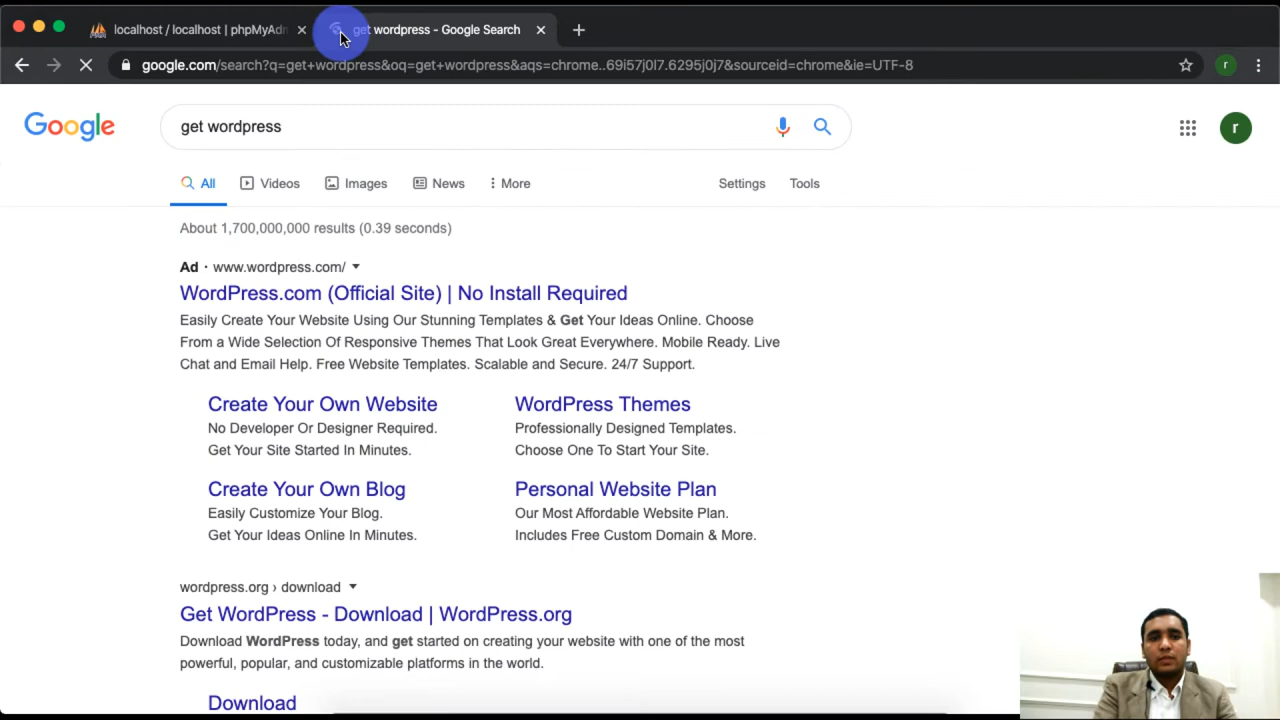 localhost / localhost | phpMyAdm
get wordpress - Google Search
google.com/search?q=get+wordpress&oq=get+wordpress&aqs=chrome..69i57j0l7.6295j0j7&sourceid=chrome&ie=UTF-8
r
Google
get wordpress
r
All
Videos
Images
News
More
Settings
Tools
About 1,700,000,000 results (0.39 seconds)
Ad · www.wordpress.com/
WordPress.com (Official Site) | No Install Required
Easily Create Your Website Using Our Stunning Templates & Get Your Ideas Online. Choose
From a Wide Selection Of Responsive Themes That Look Great Everywhere. Mobile Ready. Live
Chat and Email Help. Free Website Templates. Scalable and Secure. 24/7 Support.
Create Your Own Website
No Developer Or Designer Required.
Get Your Site Started In Minutes.
WordPress Themes
Professionally Designed Templates.
Choose One To Start Your Site.
Create Your Own Blog
Easily Customize Your Blog.
Get Your Ideas Online In Minutes.
Personal Website Plan
Our Most Affordable Website Plan.
Includes Free Custom Domain & More.
wordpress.org › download
Get WordPress - Download | WordPress.org
Download WordPress today, and get started on creating your website with one of the most
powerful, popular, and customizable platforms in the world.
Download